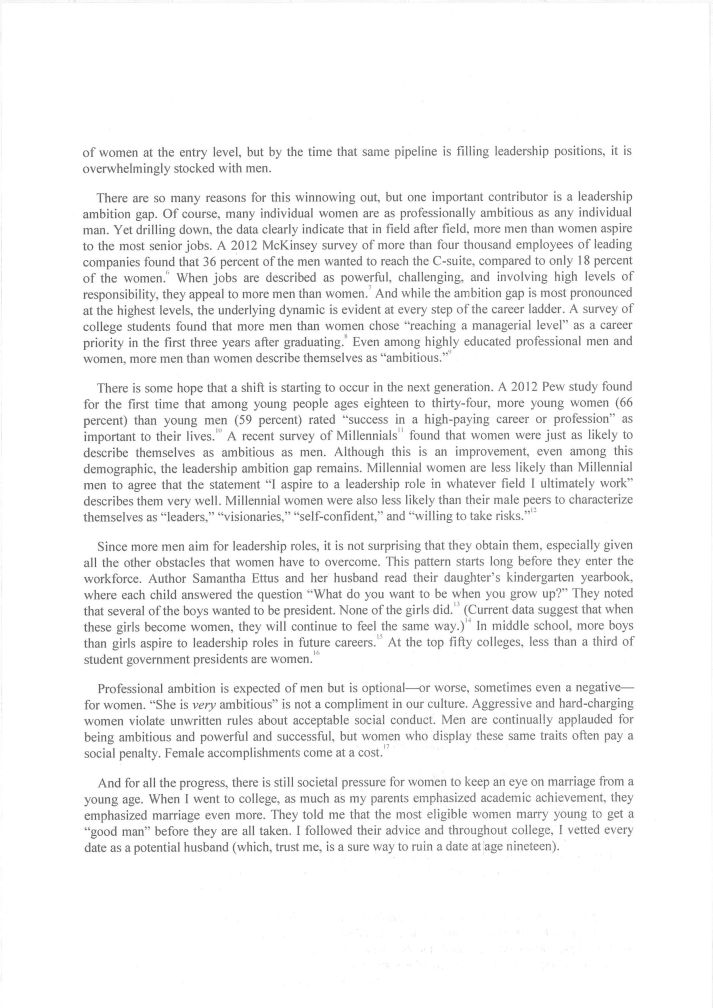 of women at the entry level, but by the time that same pipeline is filling leadership positions, it is
overwhelmingly stocked with men.
There are so many reasons for this winnowing out, but one important contributor is a leadership
ambition gap. Of course, many individual women are as professionally ambitious as any individual
man. Yet drilling down, the data clearly indicate that in field after field, more men than women aspire
to the most senior jobs. A 2012 McKinsey survey of more than four thousand employees of leading
companies found that 36 percent of the men wanted to reach the C-suite, compared to only 18 percent
of the women.6 When jobs are described as powerful, challenging, and involving high levels of
responsibility, they appeal to more men than women.7 And while the ambition gap is most pronounced
at the highest levels, the underlying dynamic is evident at every step of the career ladder. A survey of
college students found that more men than women chose “reaching a managerial level” as a career
priority in the first three years after graduating.8 Even among highly educated professional men and
women, more men than women describe themselves as “ambitious.”9
There is some hope that a shift is starting to occur in the next generation. A 2012 Pew study found
for the first time that among young people ages eighteen to thirty-four, more young women (66
percent) than young men (59 percent) rated “success in a high-paying career or profession” as
important to their lives.10 A recent survey of Millennials11 found that women were just as likely to
describe themselves as ambitious as men. Although this is an improvement, even among this
demographic, the leadership ambition gap remains. Millennial women are less likely than Millennial
men to agree that the statement “I aspire to a leadership role in whatever field I ultimately work”
describes them very well. Millennial women were also less likely than their male peers to characterize
themselves as “leaders,” “visionaries,” “self-confident,” and “willing to take risks.”12
Since more men aim for leadership roles, it is not surprising that they obtain them, especially given
all the other obstacles that women have to overcome. This pattern starts long before they enter the
workforce. Author Samantha Ettus and her husband read their daughter’s kindergarten yearbook,
where each child answered the question “What do you want to be when you grow up?” They noted
that several of the boys wanted to be president. None of the girls did.13 (Current data suggest that when
these girls become women, they will continue to feel the same way.)14 In middle school, more boys
than girls aspire to leadership roles in future careers.15 At the top fifty colleges, less than a third of
student government presidents are women.16
Professional ambition is expected of men but is optional—or worse, sometimes even a negative—
for women. “She is very ambitious” is not a compliment in our culture. Aggressive and hard-charging
women violate unwritten rules about acceptable social conduct. Men are continually applauded for
being ambitious and powerful and successful, but women who display these same traits often pay a
social penalty. Female accomplishments come at a cost.17
And for all the progress, there is still societal pressure for women to keep an eye on marriage from a
young age. When I went to college, as much as my parents emphasized academic achievement, they
emphasized marriage even more. They told me that the most eligible women marry young to get a
“good man” before they are all taken. I followed their advice and throughout college, I vetted every
date as a potential husband (which, trust me, is a sure way to ruin a date at age nineteen).